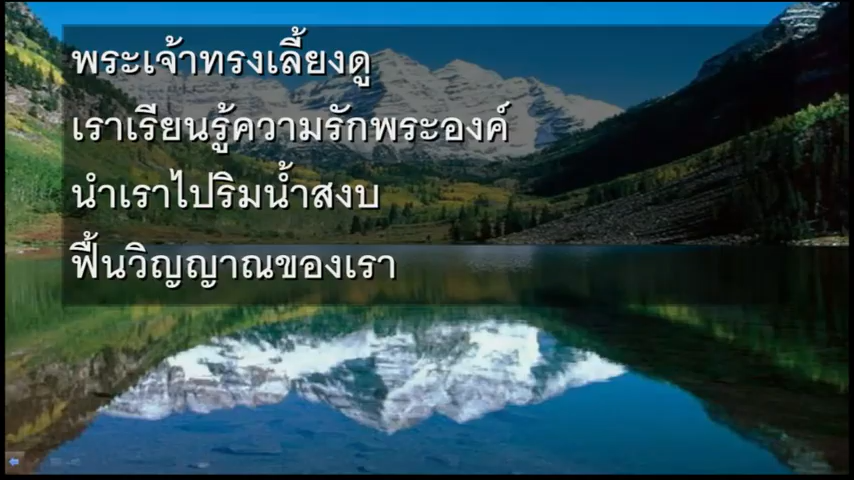 พระเจ้าทรงเลี้ยงดู
เราเรียนรู้ความรักพระองค์
นำเราไปริมน้ำสงบ
ฟื้นวิญญาณของเรา